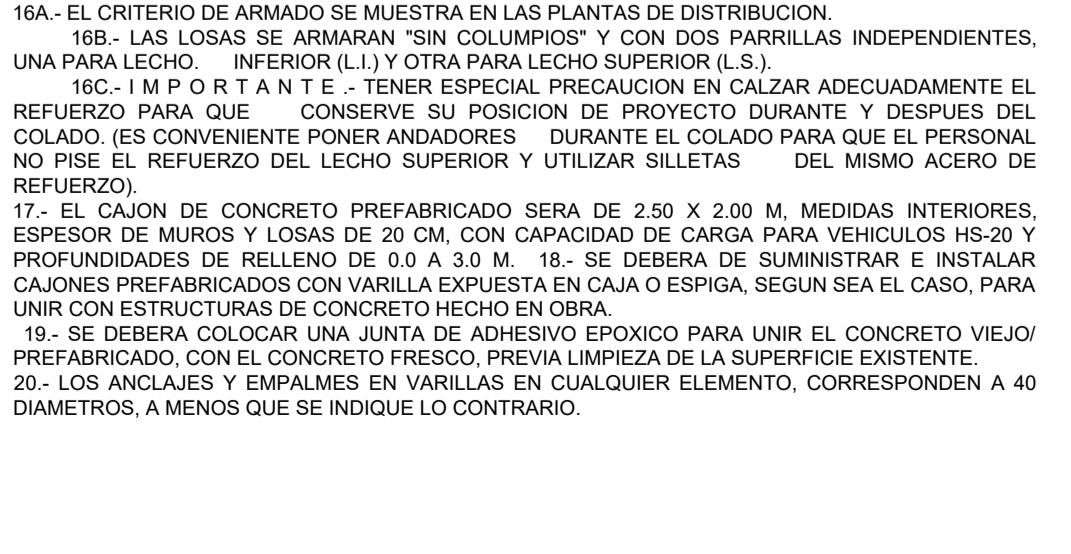 16A.- EL CRITERIO DE ARMADO SE MUESTRA EN LAS PLANTAS DE DISTRIBUCION.
16B.- LAS LOSAS SE ARMARAN "SIN COLUMPIOS" Y CON DOS PARRILLAS INDEPENDIENTES,
UNA PARA LECHO. INFERIOR (L.I.) Y OTRA PARA LECHO SUPERIOR (L.S.).
16C.- I M P O R T A N T E .- TENER ESPECIAL PRECAUCION EN CALZAR ADECUADAMENTE EL
REFUERZO PARA QUE CONSERVE SU POSICION DE PROYECTO DURANTE Y DESPUES DEL
COLADO. (ES CONVENIENTE PONER ANDADORES DURANTE EL COLADO PARA QUE EL PERSONAL
NO PISE EL REFUERZO DEL LECHO SUPERIOR Y UTILIZAR SILLETAS DEL MISMO ACERO DE
REFUERZO).
17.- EL CAJON DE CONCRETO PREFABRICADO SERA DE 2.50 X 2.00 M, MEDIDAS INTERIORES,
ESPESOR DE MUROS Y LOSAS DE 20 CM, CON CAPACIDAD DE CARGA PARA VEHICULOS HS-20 Y
PROFUNDIDADES DE RELLENO DE 0.0 A 3.0 M. 18.- SE DEBERA DE SUMINISTRAR E INSTALAR
CAJONES PREFABRICADOS CON VARILLA EXPUESTA EN CAJA O ESPIGA, SEGUN SEA EL CASO, PARA
UNIR CON ESTRUCTURAS DE CONCRETO HECHO EN OBRA.
19.- SE DEBERA COLOCAR UNA JUNTA DE ADHESIVO EPOXICO PARA UNIR EL CONCRETO VIEJO/
PREFABRICADO, CON EL CONCRETO FRESCO, PREVIA LIMPIEZA DE LA SUPERFICIE EXISTENTE.
20.- LOS ANCLAJES Y EMPALMES EN VARILLAS EN CUALQUIER ELEMENTO, CORRESPONDEN A 40
DIAMETROS, A MENOS QUE SE INDIQUE LO CONTRARIO.